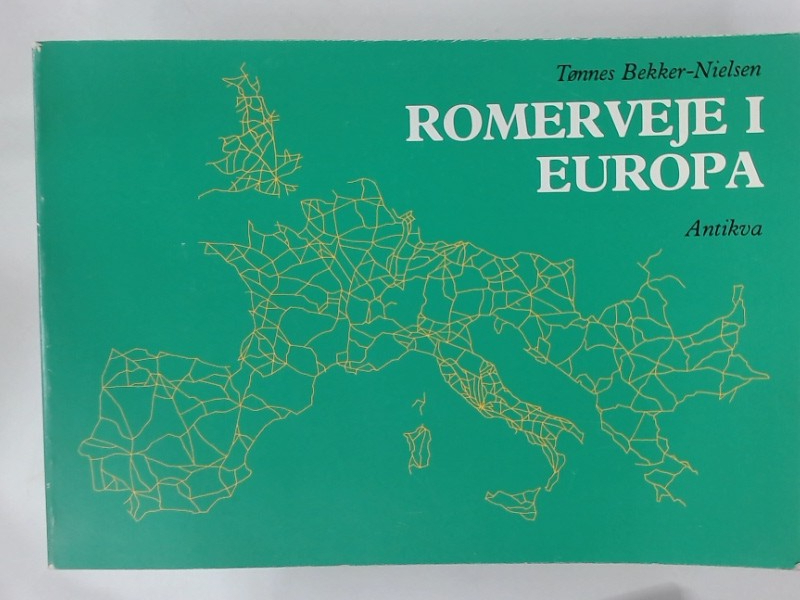 Tønnes Bekker-Nielsen
ROMERVEJE I
EUROPA
Antikva